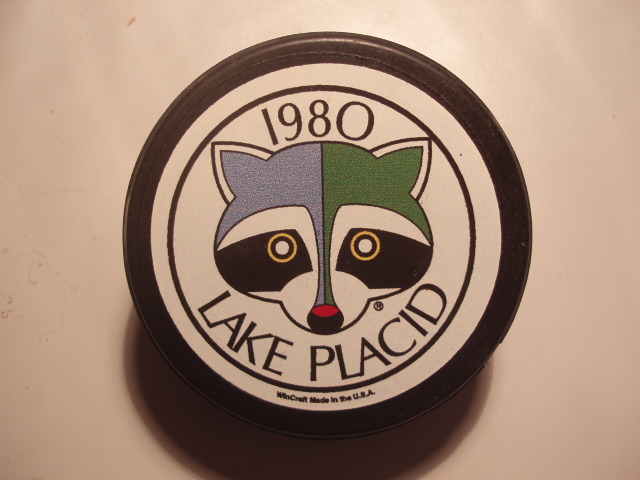 1980
®
LAKE PLACID
WinCraft Made in the U.S.A.